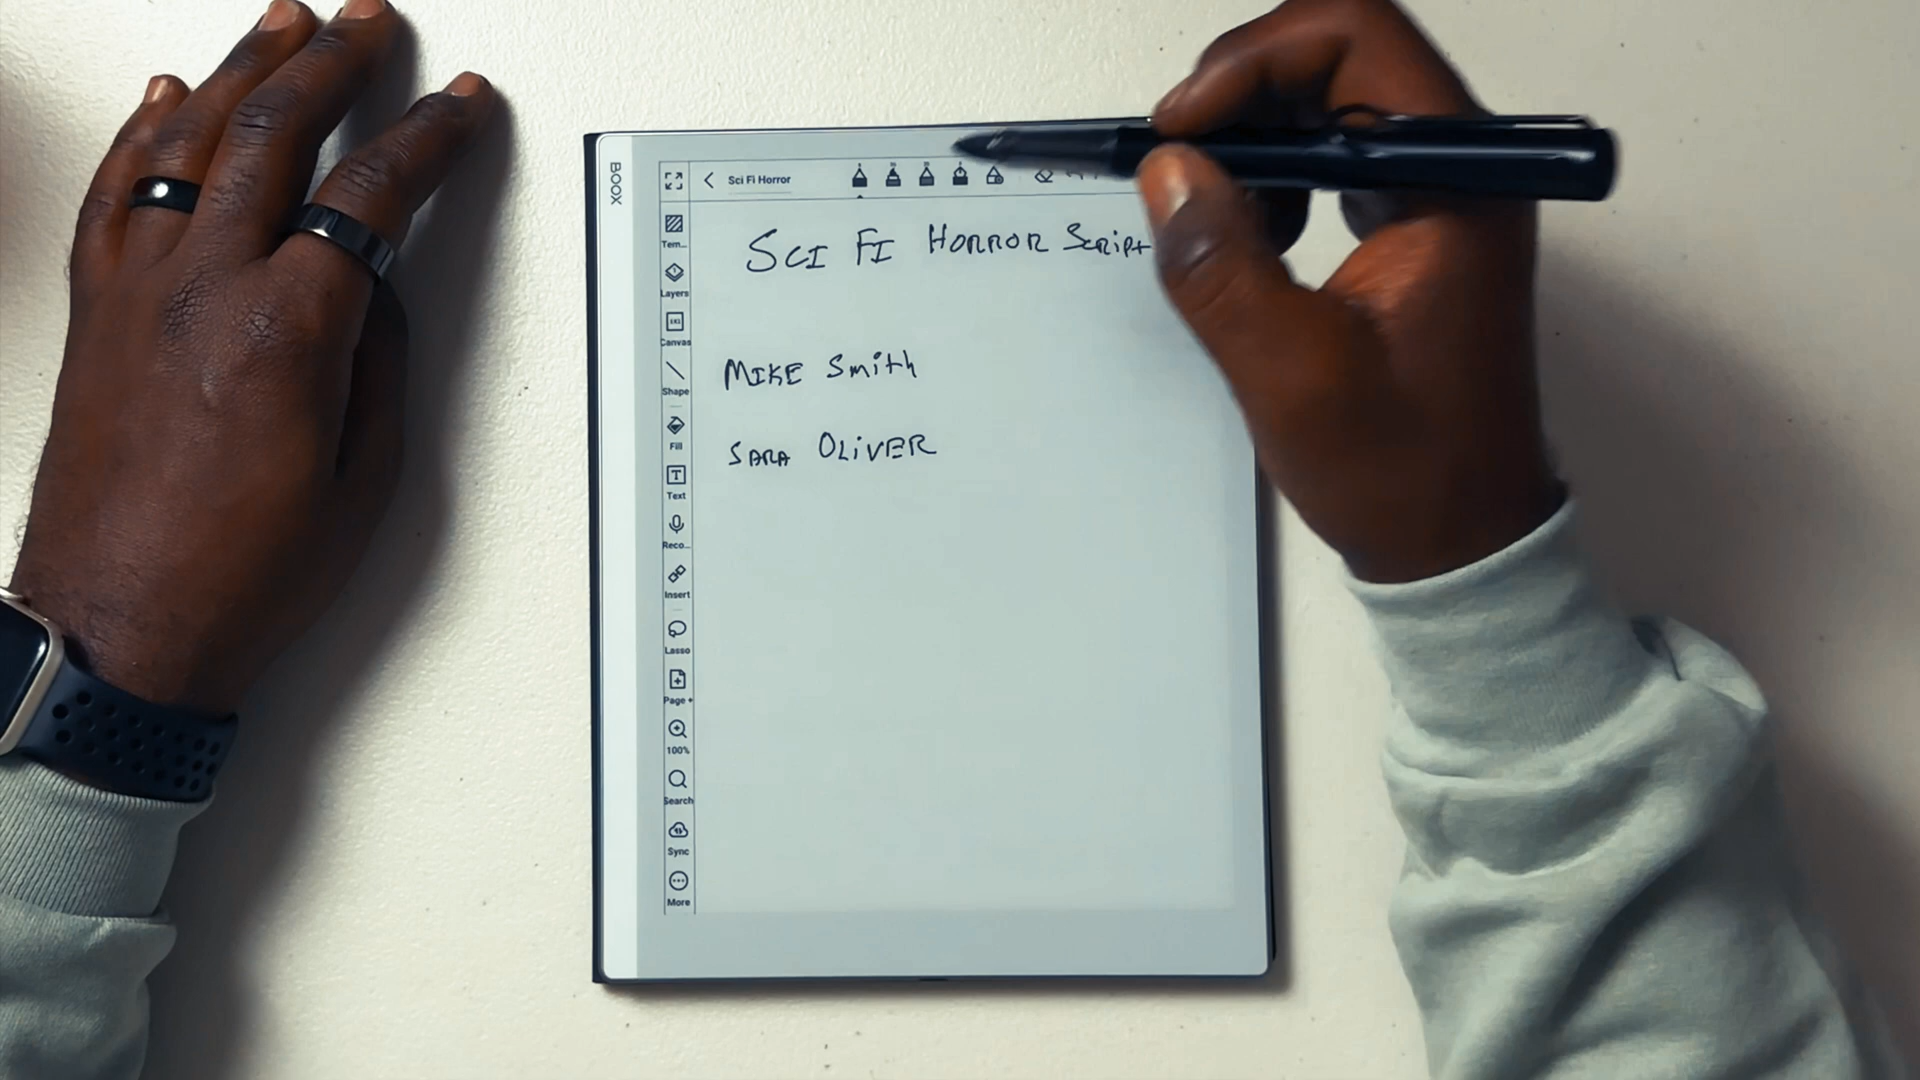 BOOX
Sci Fi Horror
SCI FI HORROR Script
MIKE Smith
SARA OLiVER
Tem...
Layers
Canvas
Shape
Fill
Text
Reco...
Insert
Lasso
Page +
100%
Search
Sync
More